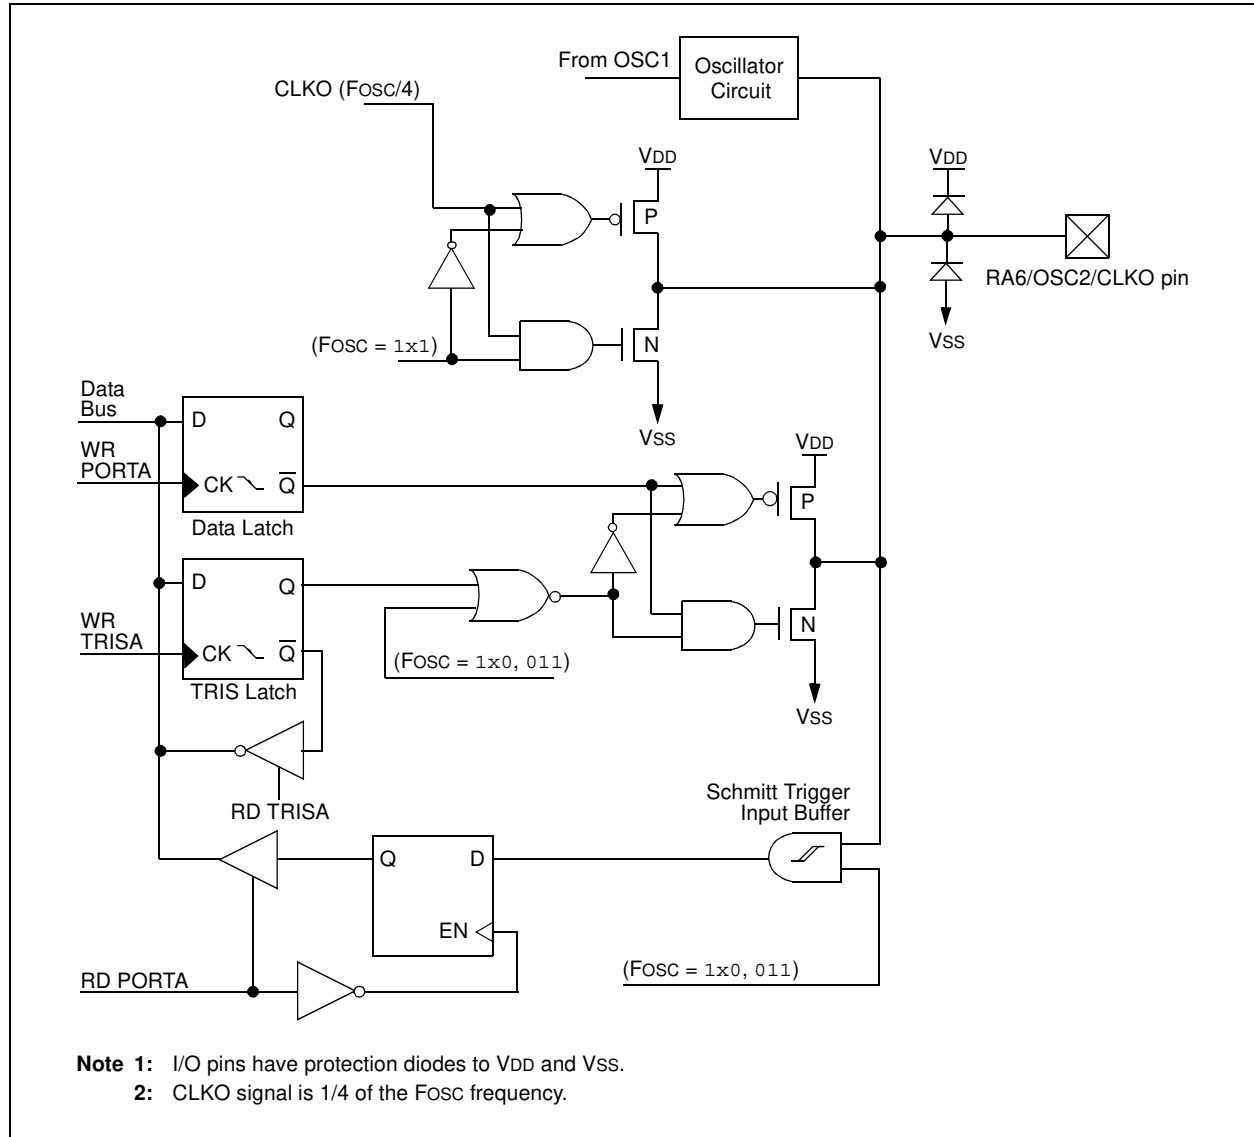 From OSC1
Oscillator
Circuit
CLKO (FOSC/4)
VDD
VDD
P
RA6/OSC2/CLKO pin
(FOSC = 1x1)
N
VSS
VSS
Data
Bus
D Q
WR
PORTA
CK Q
Data Latch
VDD
P
D Q
WR
TRISA
CK Q
TRIS Latch
(FOSC = 1x0, 011)
N
VSS
RD TRISA
Schmitt Trigger
Input Buffer
Q D
EN
RD PORTA
(FOSC = 1x0, 011)
Note 1: I/O pins have protection diodes to VDD and VSS.
2: CLKO signal is 1/4 of the FOSC frequency.